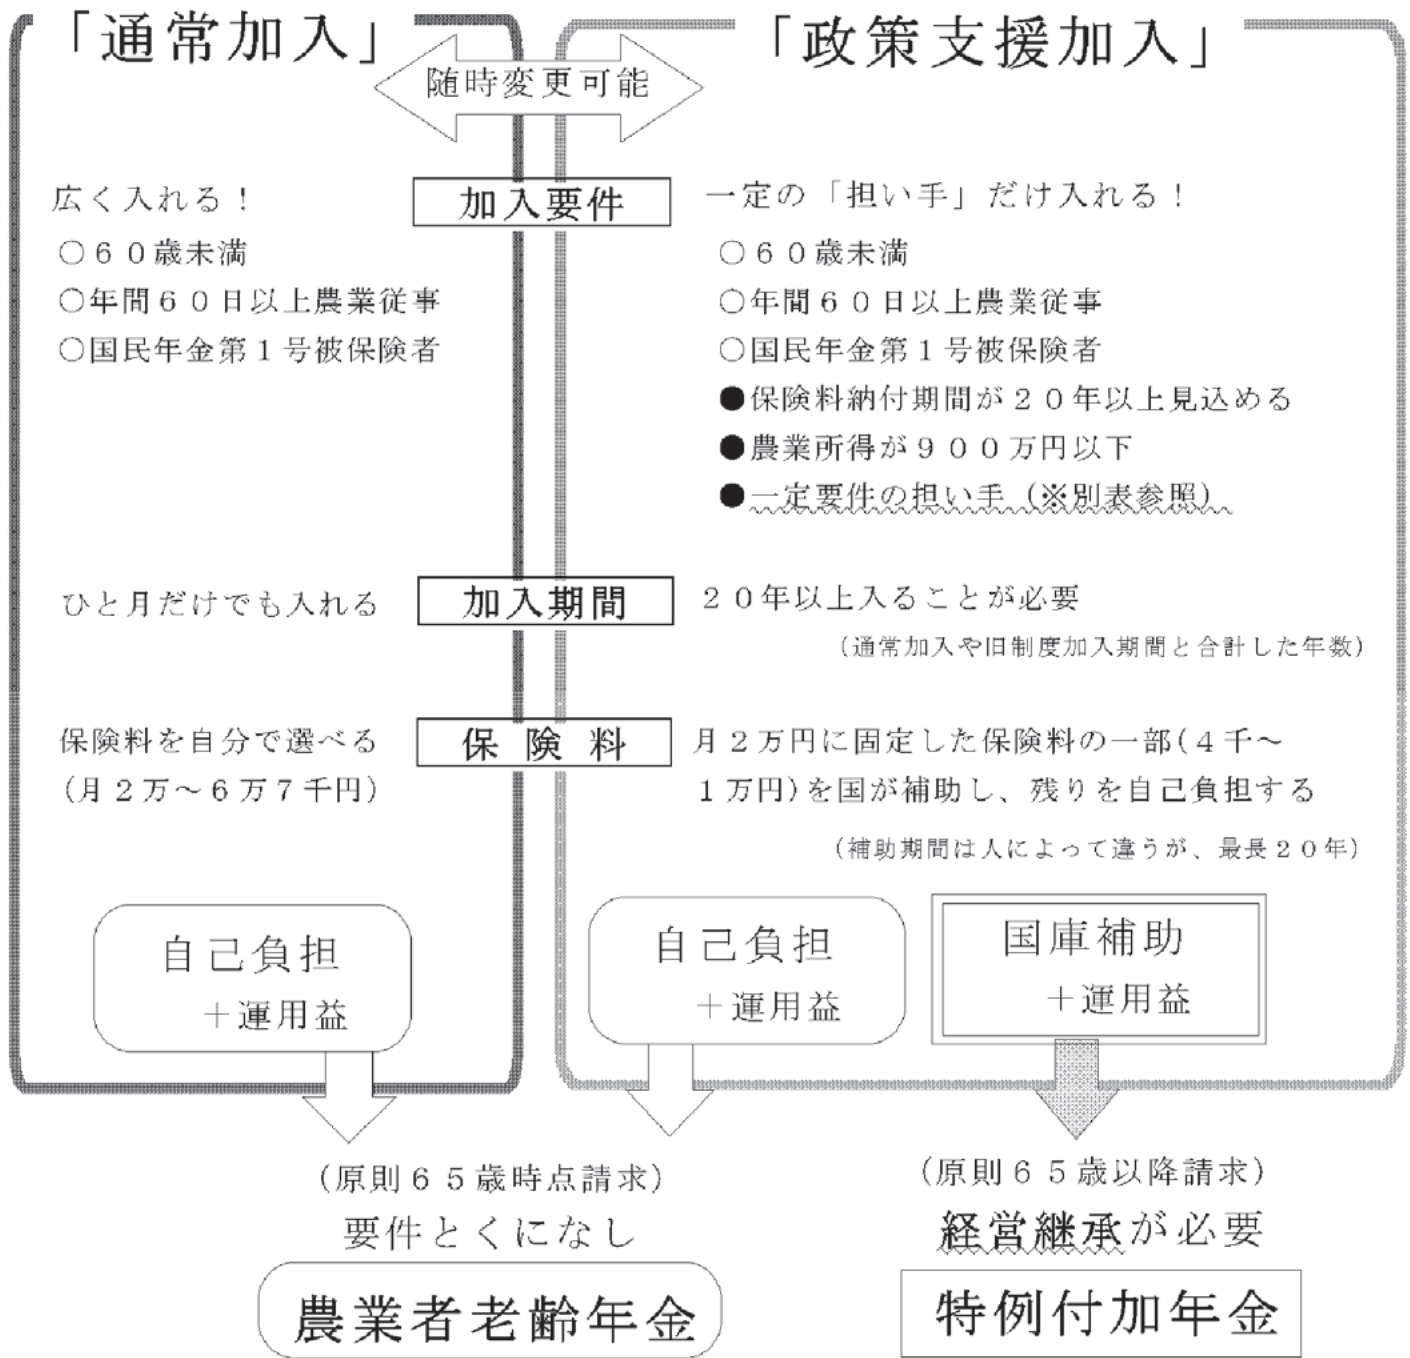 「通常加入」
随時変更可能
「政策支援加入」
加入要件
広く入れる！
○６０歳未満
○年間６０日以上農業従事
○国民年金第１号被保険者
一定の「担い手」だけ入れる！
○６０歳未満
○年間６０日以上農業従事
○国民年金第１号被保険者
●保険料納付期間が２０年以上見込める
●農業所得が９００万円以下
●一定要件の担い手（※別表参照）
ひと月だけでも入れる
加入期間
２０年以上入ることが必要
（通常加入や旧制度加入期間と合計した年数）
保険料を自分で選べる
（月２万～６万７千円）
保険料
月２万円に固定した保険料の一部(４千～
１万円)を国が補助し、残りを自己負担する
（補助期間は人によって違うが、最長２０年）
自己負担
＋運用益
自己負担
＋運用益
国庫補助
＋運用益
（原則６５歳時点請求）
要件とくになし
農業者老齢年金
（原則６５歳以降請求）
経営継承が必要
特例付加年金